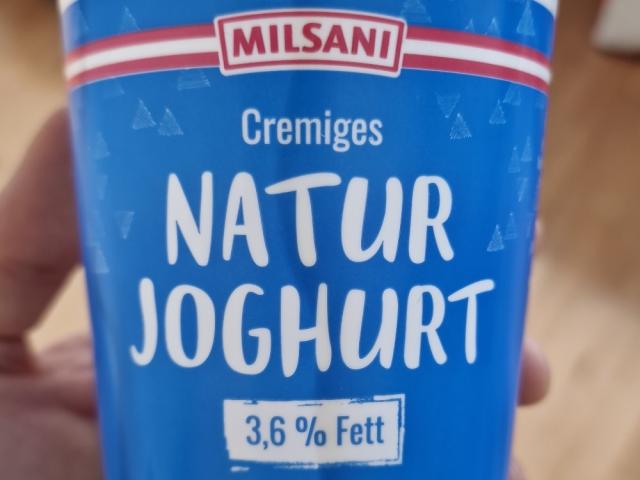 MILSANI
Cremiges
NATUR
JOGHURT
3,6 % Fett